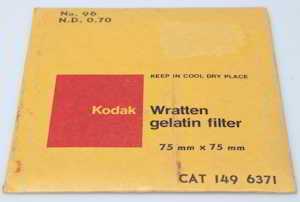 No. 96
N.D. 0.70
KEEP IN COOL DRY PLACE
Kodak
Wratten
gelatin filter
75 mm x 75 mm
CAT 149 6371